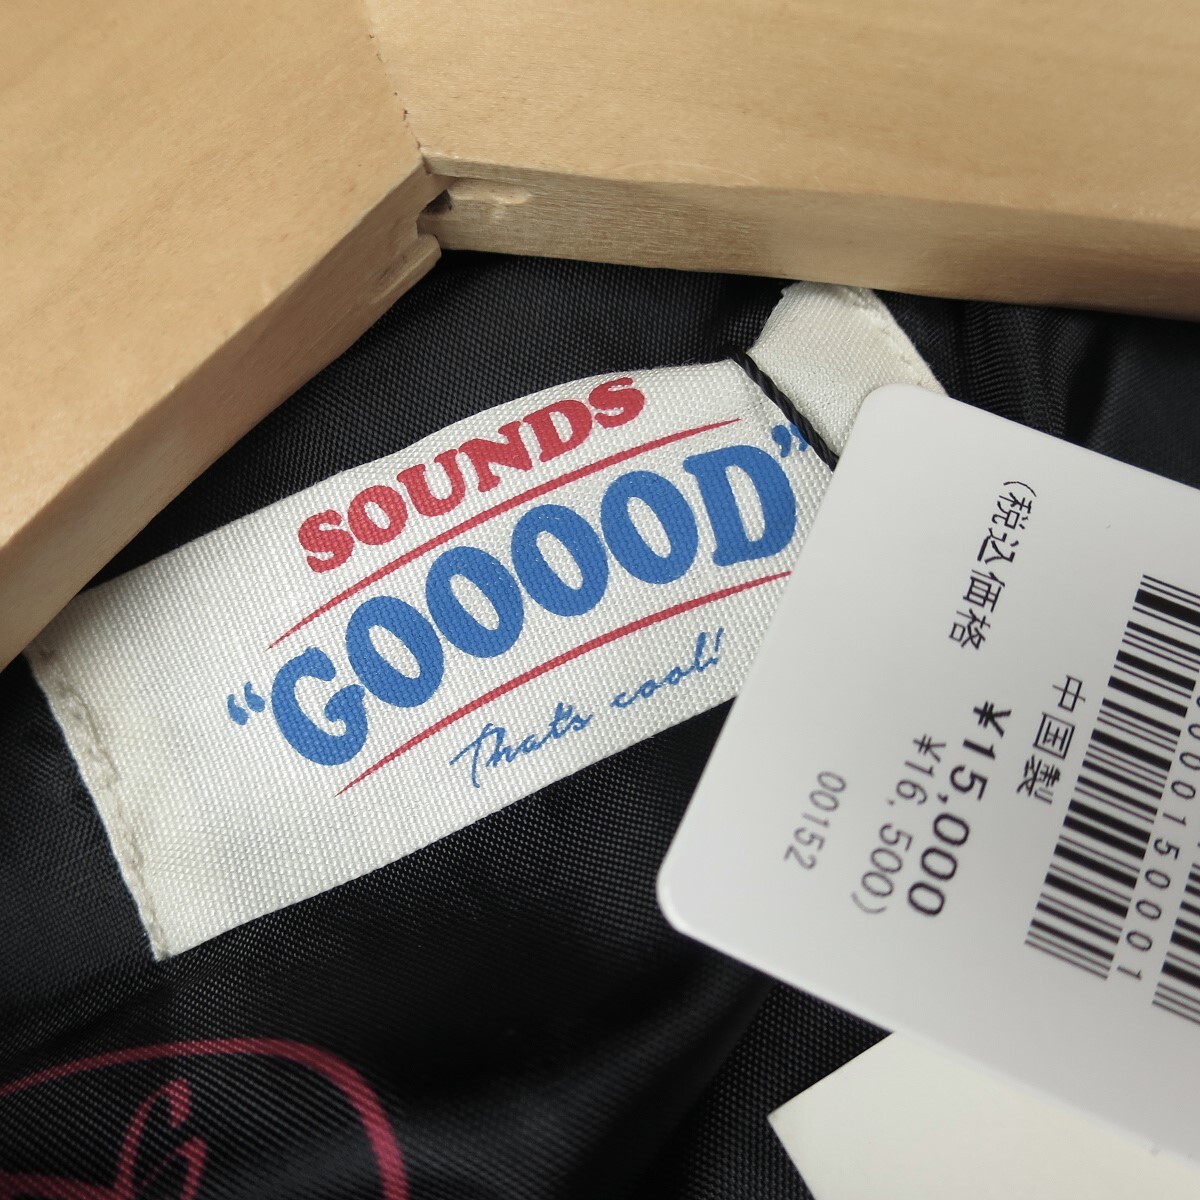 SOUNDS
"GOOOOD"
That's cool!
中国製
¥15,000
(税込価格 ¥16,500)
00152